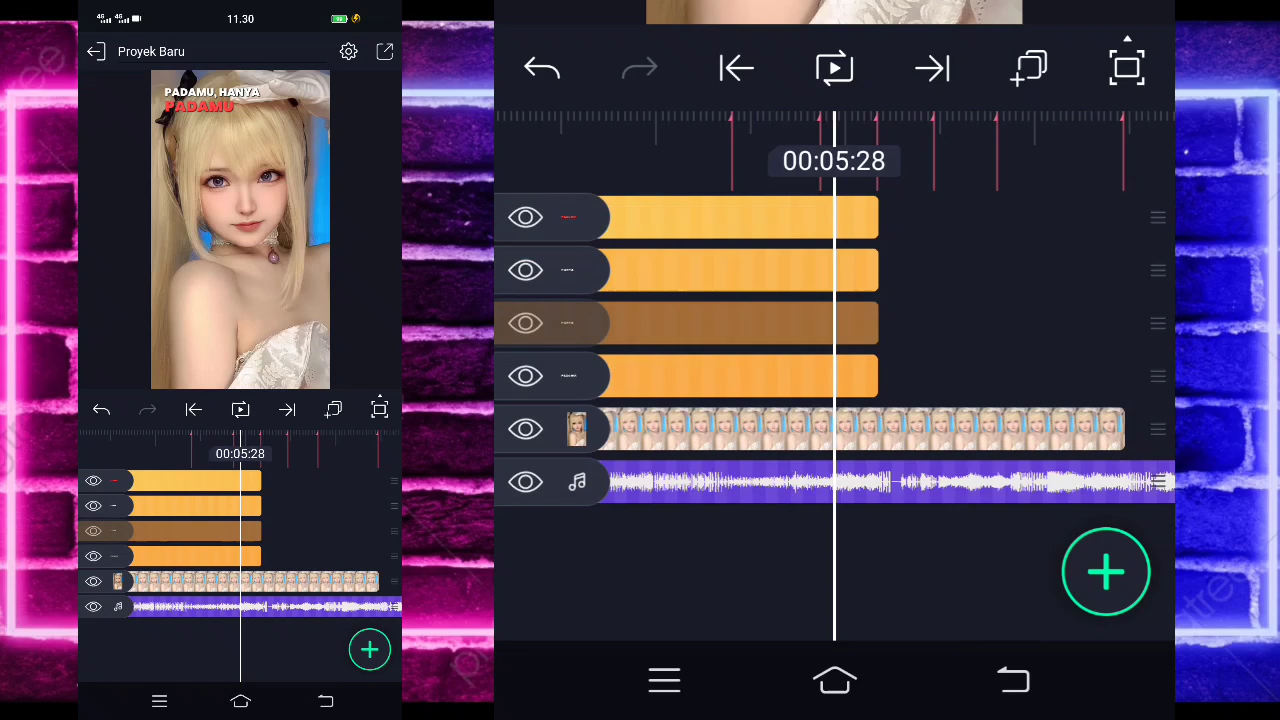 11.30
Proyek Baru
PADAMU, HANYA
PADAMU
00:05:28
00:05:28